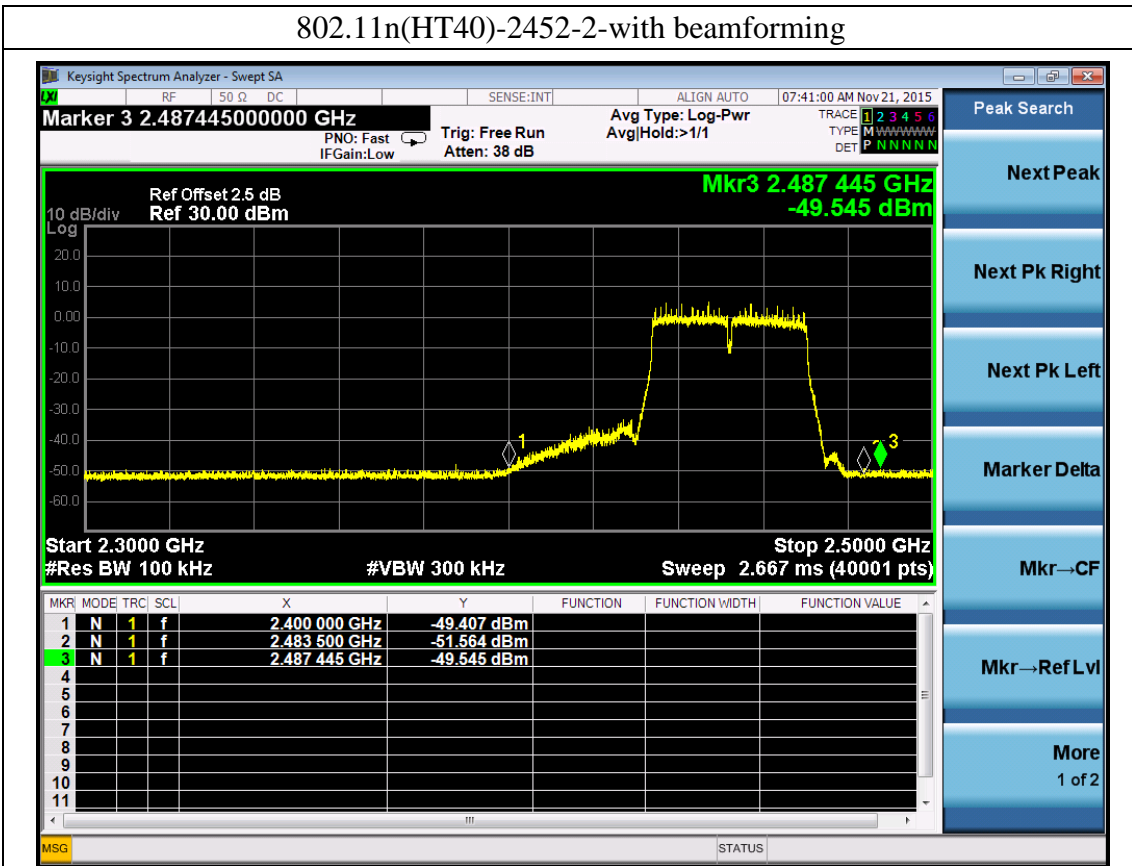 802.11n(HT40)-2452-2-with beamforming
Keysight Spectrum Analyzer - Swept SA
LXI RF 50 Ω DC SENSE:INT ALIGN AUTO 07:41:00 AM Nov 21, 2015
Marker 3 2.487445000000 GHz
PNO: Fast
IFGain:Low
Trig: Free Run
Atten: 38 dB
Avg Type: Log-Pwr
Avg|Hold:>1/1
TRACE 1 2 3 4 5 6
TYPE M WWWWW
DET P N N N N N
Mkr3 2.487 445 GHz
-49.545 dBm
Ref Offset 2.5 dB
10 dB/div Ref 30.00 dBm
Log
20.0
10.0
0.00
-10.0
-20.0
-30.0
-40.0
-50.0
-60.0
1
3
Start 2.3000 GHz Stop 2.5000 GHz
#Res BW 100 kHz #VBW 300 kHz Sweep 2.667 ms (40001 pts)
MKR MODE TRC SCL X Y FUNCTION FUNCTION WIDTH FUNCTION VALUE
1 N 1 f 2.400 000 GHz -49.407 dBm
2 N 1 f 2.483 500 GHz -51.564 dBm
3 N 1 f 2.487 445 GHz -49.545 dBm
4
5
6
7
8
9
10
11
MSG STATUS
Peak Search
Next Peak
Next Pk Right
Next Pk Left
Marker Delta
Mkr→CF
Mkr→Ref Lvl
More
1 of 2